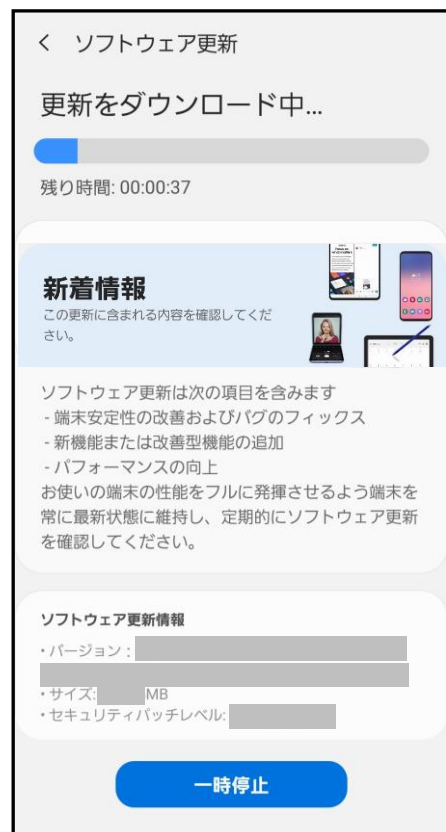 ソフトウェア更新
更新をダウンロード中...
残り時間: 00:00:37
新着情報
この更新に含まれる内容を確認してくだ
さい。
ソフトウェア更新は次の項目を含みます
- 端末安定性の改善およびバグのフィックス
- 新機能または改善型機能の追加
- パフォーマンスの向上
お使いの端末の性能をフルに発揮させるよう端末を
常に最新状態に維持し、定期的にソフトウェア更新
を確認してください。
ソフトウェア更新情報
・バージョン :
・サイズ: MB
・セキュリティパッチレベル:
一時停止